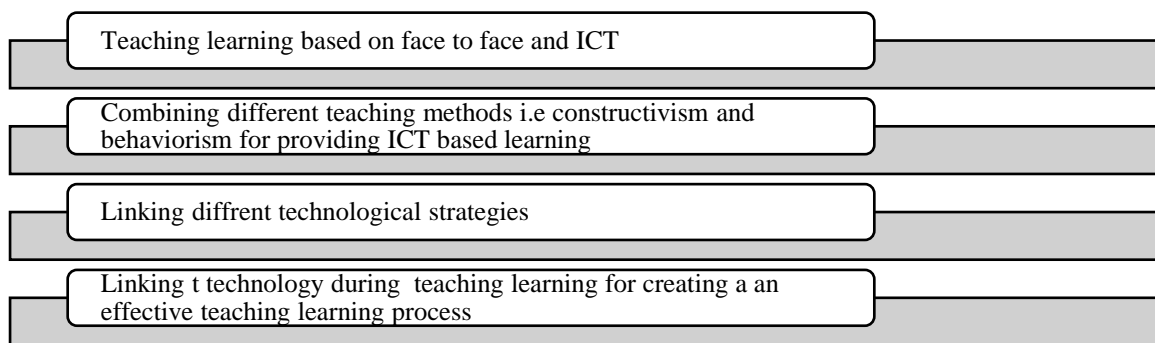 Teaching learning based on face to face and ICT
Combining different teaching methods i.e constructivism and
behaviorism for providing ICT based learning
Linking diffrent technological strategies
Linking t technology during teaching learning for creating a an
effective teaching learning process